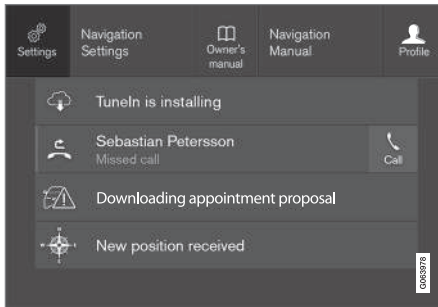 Settings
Navigation
Settings
Owner's
manual
Navigation
Manual
Profile
TuneIn is installing
Sebastian Petersson
Missed call
Call
Downloading appointment proposal
New position received
G063978